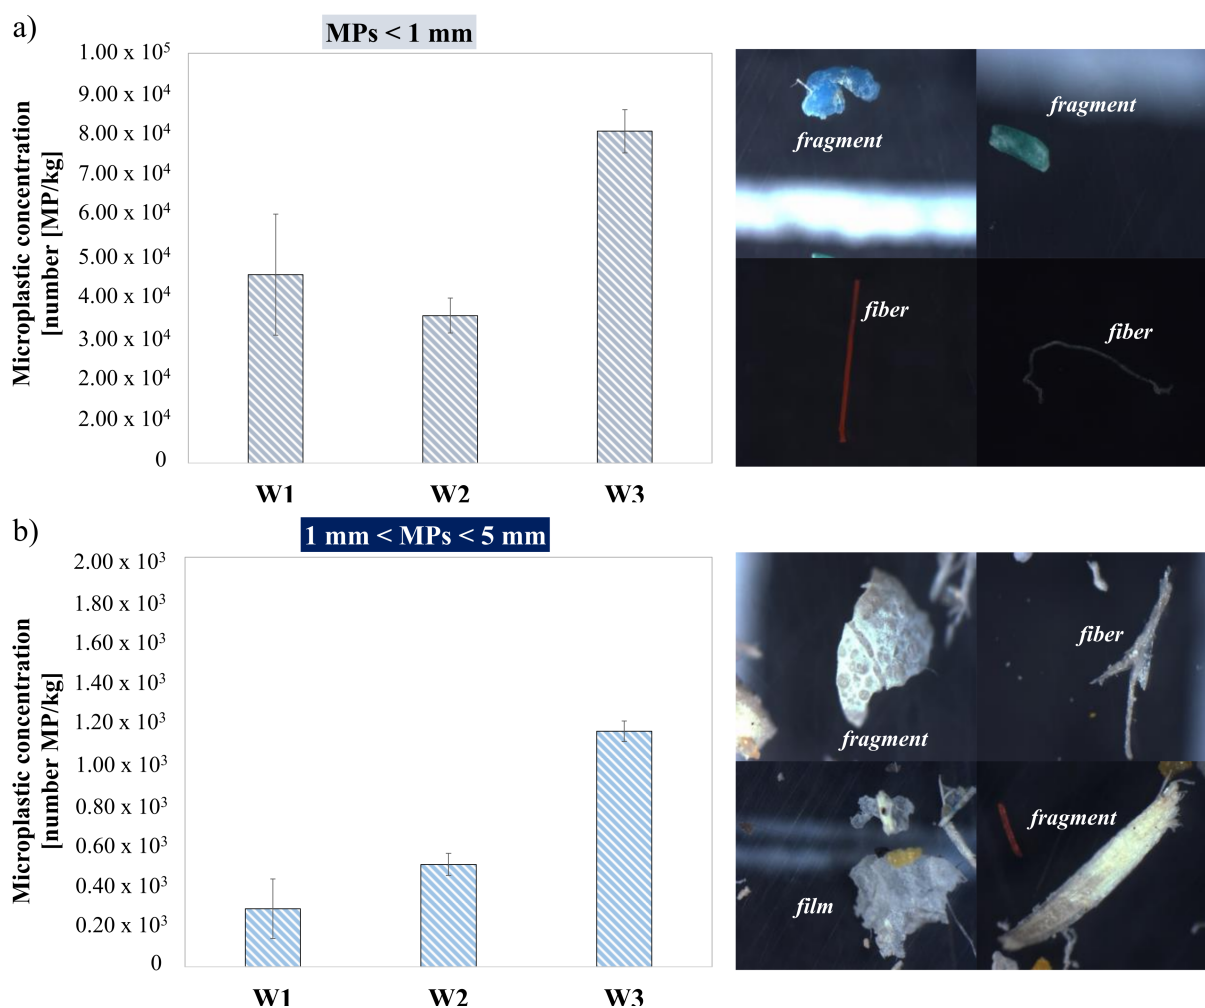 a)
MPs < 1 mm
Microplastic concentration
[number [MP/kg]
1.00 x 10⁵
9.00 x 10⁴
8.00 x 10⁴
7.00 x 10⁴
6.00 x 10⁴
5.00 x 10⁴
4.00 x 10⁴
3.00 x 10⁴
2.00 x 10⁴
2.00 x 10⁴
0
W1
W2
W3
fragment
fragment
fiber
fiber
b)
1 mm < MPs < 5 mm
Microplastic concentration
[number MP/kg]
2.00 x 10³
1.80 x 10³
1.60 x 10³
1.40 x 10³
1.20 x 10³
1.00 x 10³
0.80 x 10³
0.60 x 10³
0.40 x 10³
0.20 x 10³
0
W1
W2
W3
fragment
fiber
film
fragment